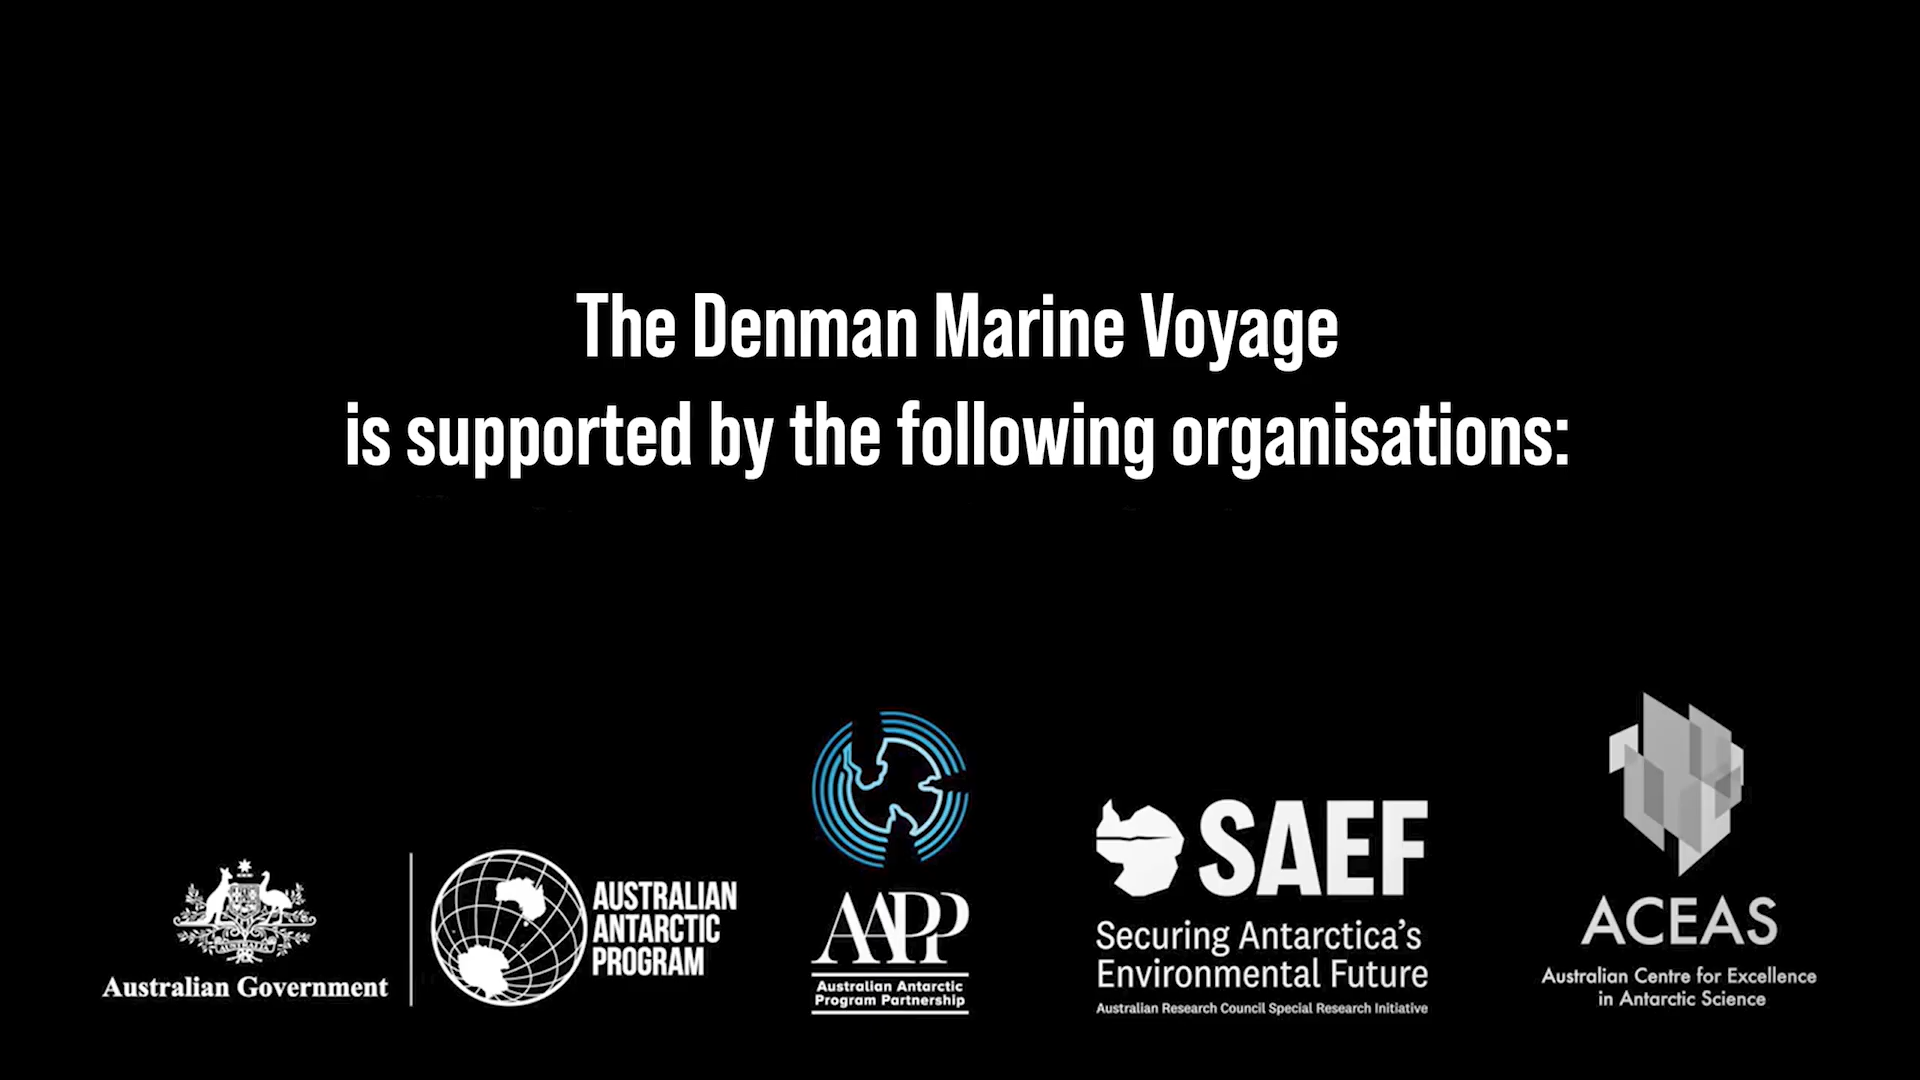 The Denman Marine Voyage
is supported by the following organisations:
Australian Government
AUSTRALIAN
ANTARCTIC
PROGRAM
AAPP
Australian Antarctic
Program Partnership
SAEF
Securing Antarctica's
Environmental Future
Australian Research Council Special Research Initiative
ACEAS
Australian Centre for Excellence
in Antarctic Science